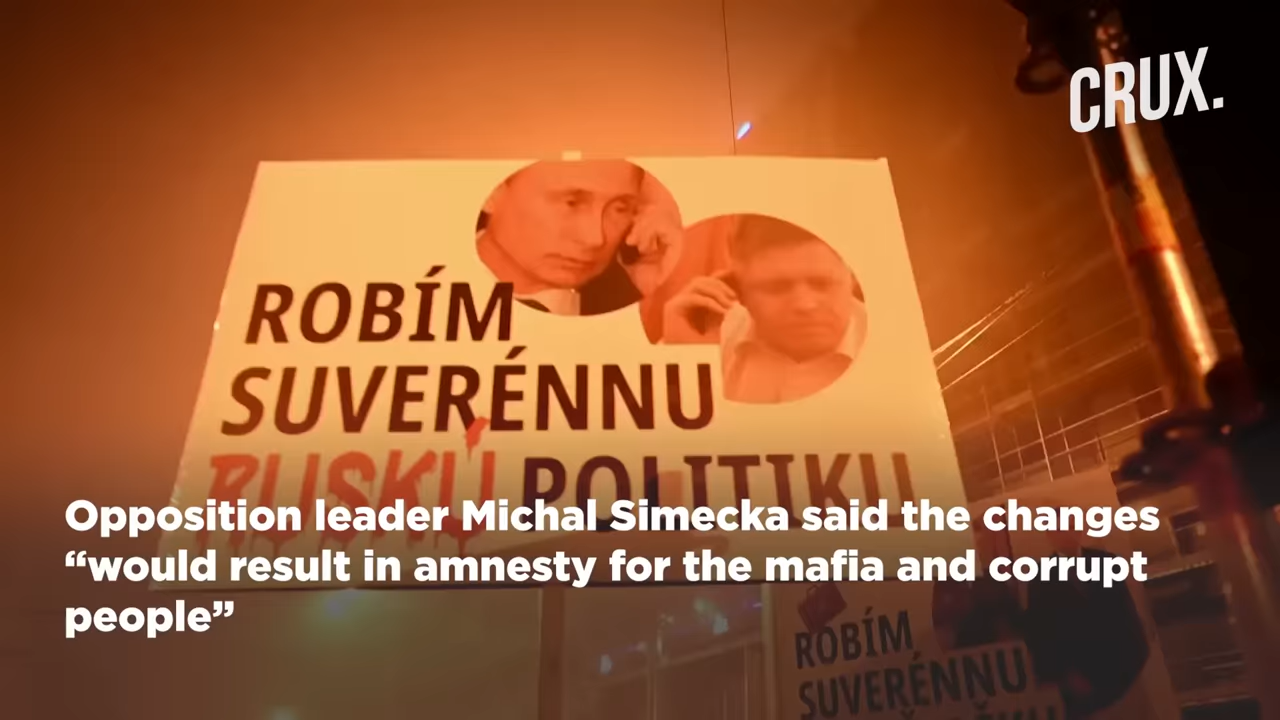 CRUX.
ROBÍM
SUVERÉNNU
RUSKÚ POLITIKU
Opposition leader Michal Simecka said the changes
“would result in amnesty for the mafia and corrupt
people”
ROBÍM
SUVERÉNNU